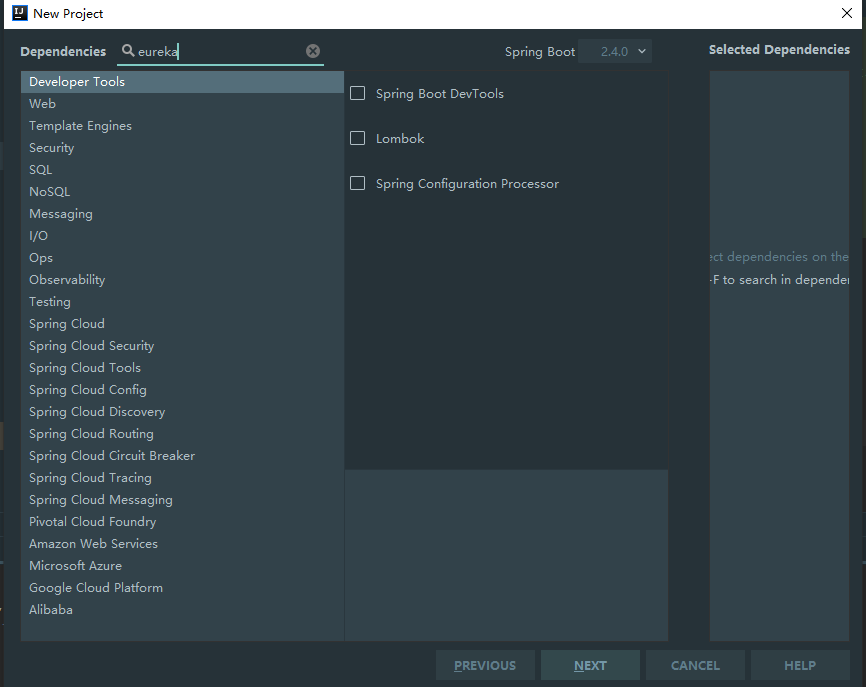 New Project
Dependencies
eureka
Spring Boot
2.4.0
Selected Dependencies
Developer Tools
Web
Template Engines
Security
SQL
NoSQL
Messaging
I/O
Ops
Observability
Testing
Spring Cloud
Spring Cloud Security
Spring Cloud Tools
Spring Cloud Config
Spring Cloud Discovery
Spring Cloud Routing
Spring Cloud Circuit Breaker
Spring Cloud Tracing
Spring Cloud Messaging
Pivotal Cloud Foundry
Amazon Web Services
Microsoft Azure
Google Cloud Platform
Alibaba
Spring Boot DevTools
Lombok
Spring Configuration Processor
ect dependencies on the
-F to search in depende
PREVIOUS
NEXT
CANCEL
HELP